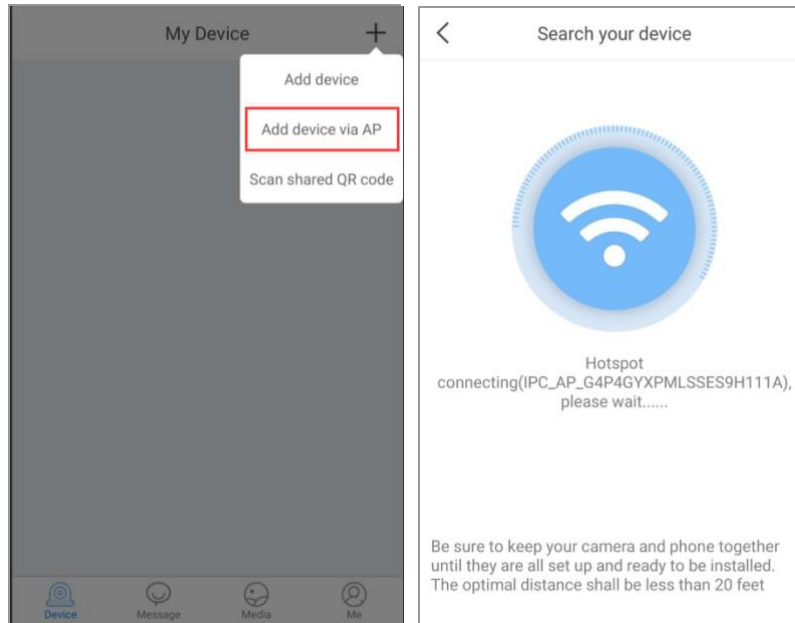 My Device
Add device
Add device via AP
Scan shared QR code
Device
Message
Media
Me
Search your device
Hotspot
connecting(IPC_AP_G4P4GYXPMLSSES9H111A),
please wait......
Be sure to keep your camera and phone together
until they are all set up and ready to be installed.
The optimal distance shall be less than 20 feet